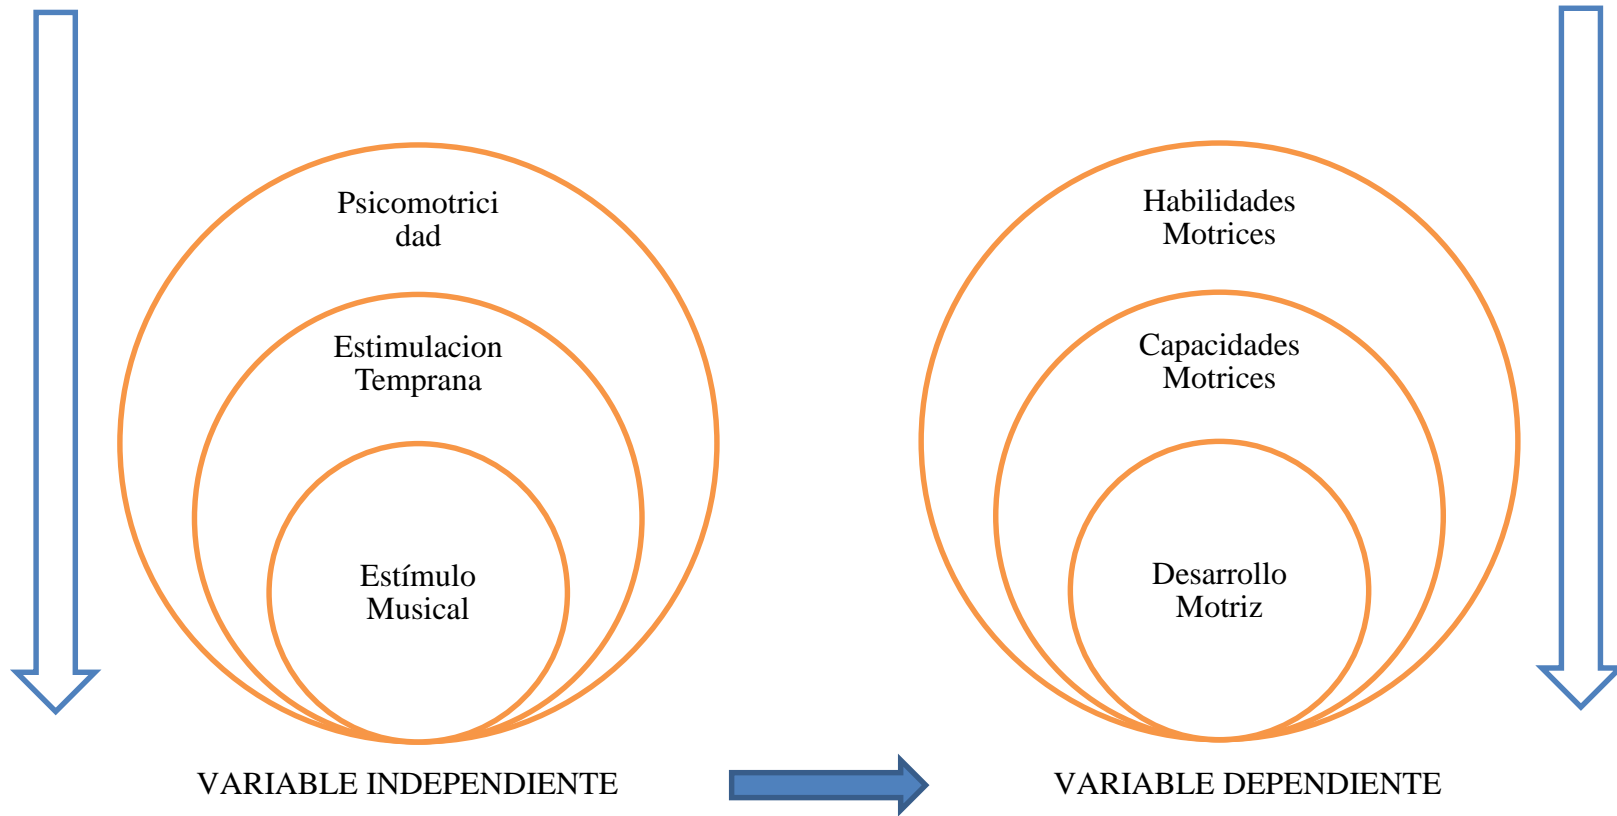 Psicomotrici
dad
Estimulacion
Temprana
Estímulo
Musical
VARIABLE INDEPENDIENTE
Habilidades
Motrices
Capacidades
Motrices
Desarrollo
Motriz
VARIABLE DEPENDIENTE